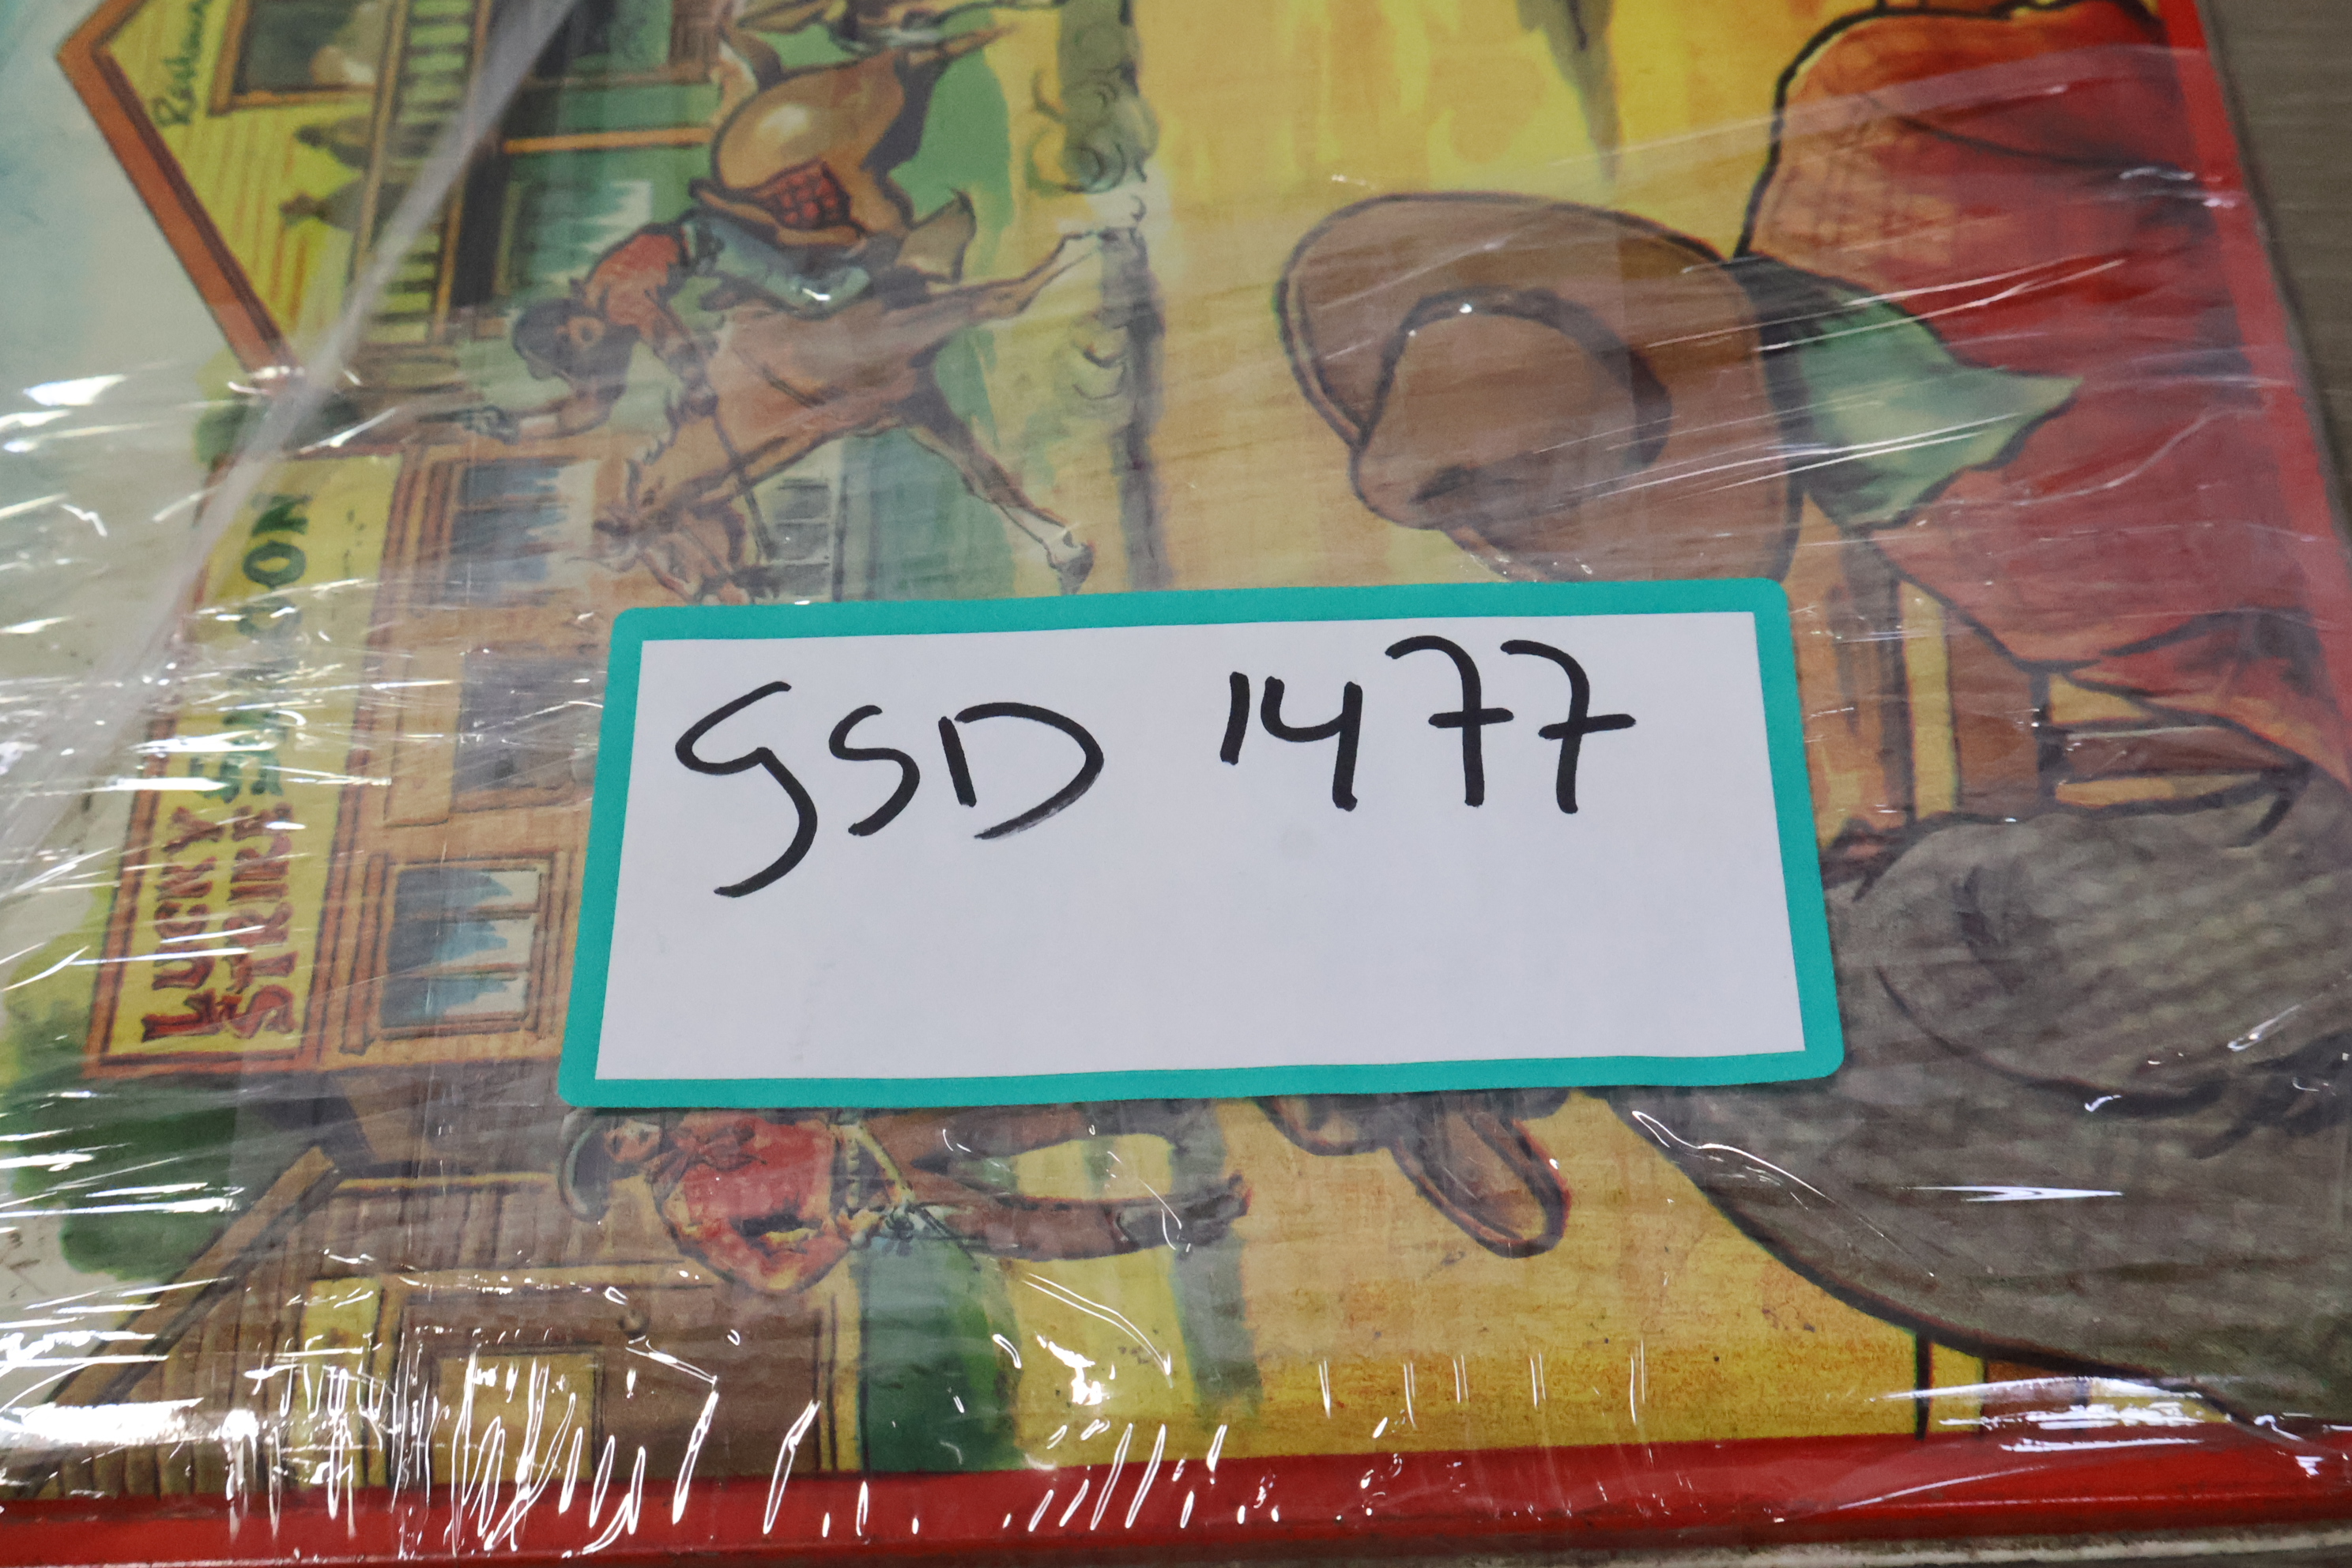 GSD 1477
LUCKY
STRIKE SALOON